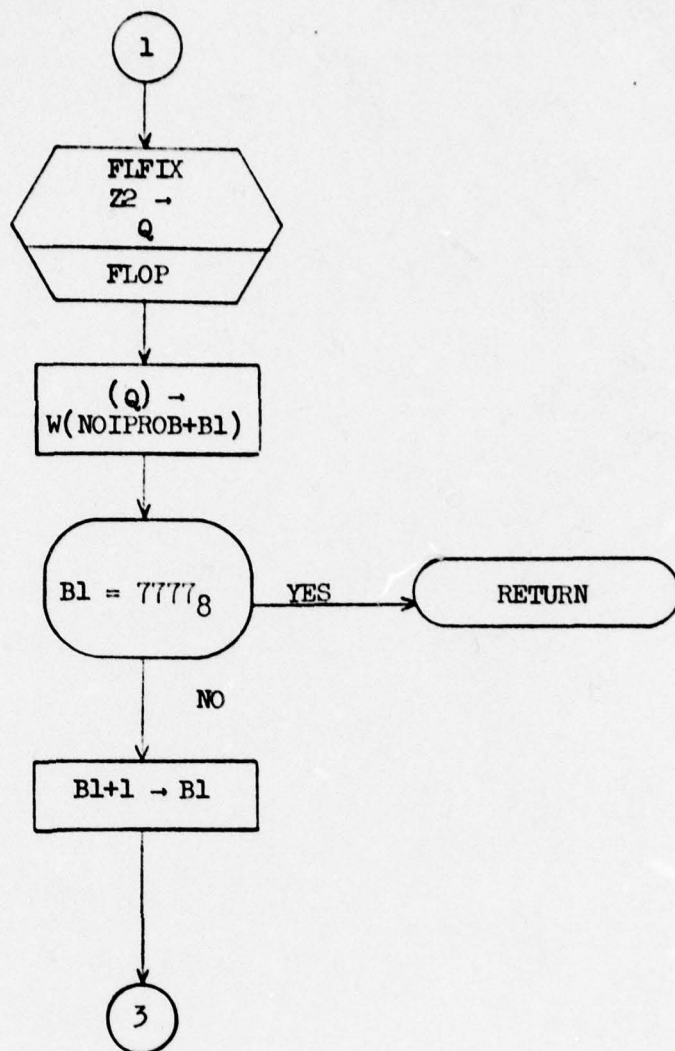 1
FLFIX
Z2 →
Q
FLOP
(Q) →
W(NOIPROB+B1)
B1 = 7777₈
YES
RETURN
NO
B1+1 → B1
3